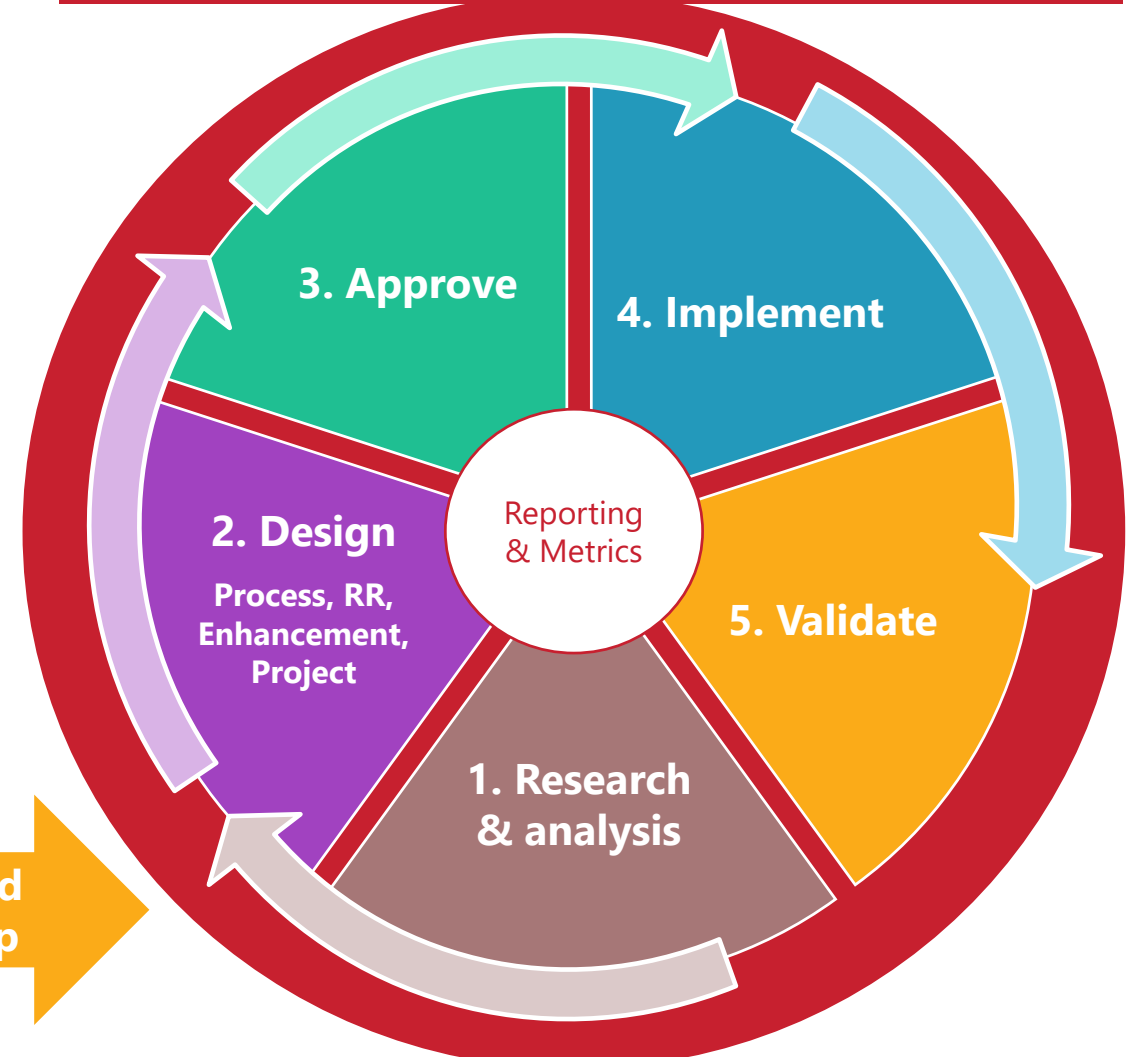 3. Approve
4. Implement
Reporting
& Metrics
2. Design
Process, RR,
Enhancement,
Project
5. Validate
1. Research
& analysis